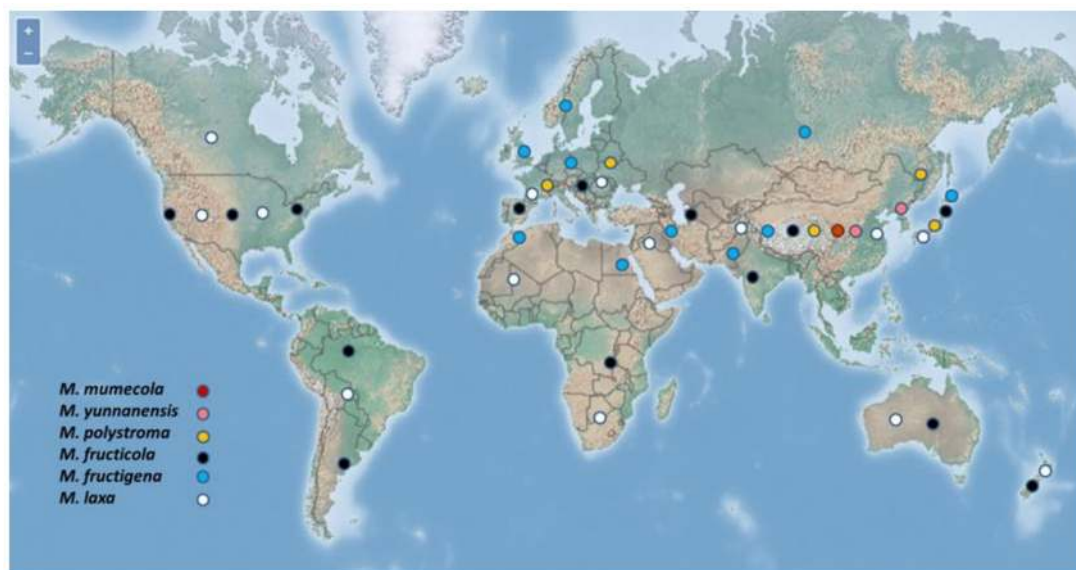 +
−
M. mumecola
M. yunnanensis
M. polystroma
M. fructicola
M. fructigena
M. laxa